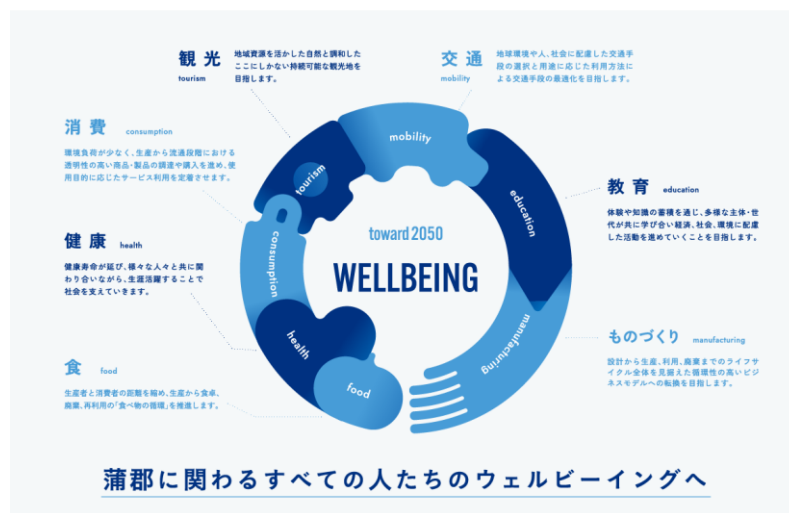 観光
tourism
地域資源を活かした自然と調和した
ここにしかない持続可能な観光地を
目指します。
交通
mobility
地球環境や人、社会に配慮した交通手
段の選択と用途に応じた利用方法に
よる交通手段の最適化を目指します。
消費 consumption
環境負荷が少なく、生産から流通段階における
透明性の高い商品・製品の調達や購入を進め、使
用目的に応じたサービス利用を定着させます。
教育 education
体験や知識の蓄積を通じ、多様な主体・世
代が共に学び合い経済、社会、環境に配慮
した活動を進めていくことを目指します。
健康 health
健康寿命が延び、様々な人々と共に関
わり合いながら、生涯活躍することで
社会を支えていきます。
ものづくり manufacturing
設計から生産、利用、廃棄までのライフサ
イクル全体を見据えた循環性の高いビジ
ネスモデルへの転換を目指します。
食 food
生産者と消費者の距離を縮め、生産から食卓、
廃棄、再利用の「食べ物の循環」を推進します。
mobility
tourism
education
consumption
toward 2050
WELLBEING
health
manufacturing
food
蒲郡に関わるすべての人たちのウェルビーイングへ